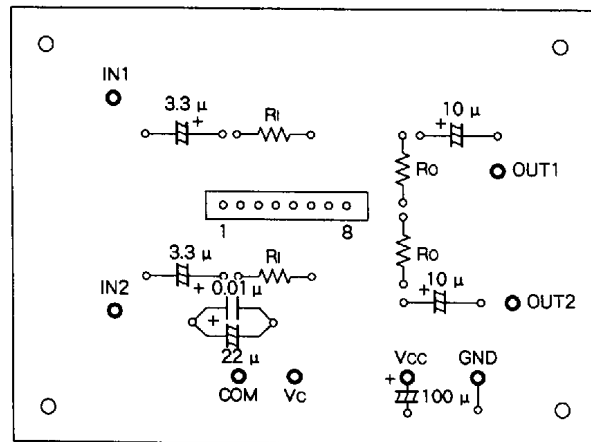 IN1
3.3 μ
+
RI
10 μ
+
RO
OUT1
1
8
3.3 μ
+
RI
RO
IN2
0.01 μ
+
22 μ
10 μ
+
OUT2
COM
VC
VCC
GND
+
100 μ